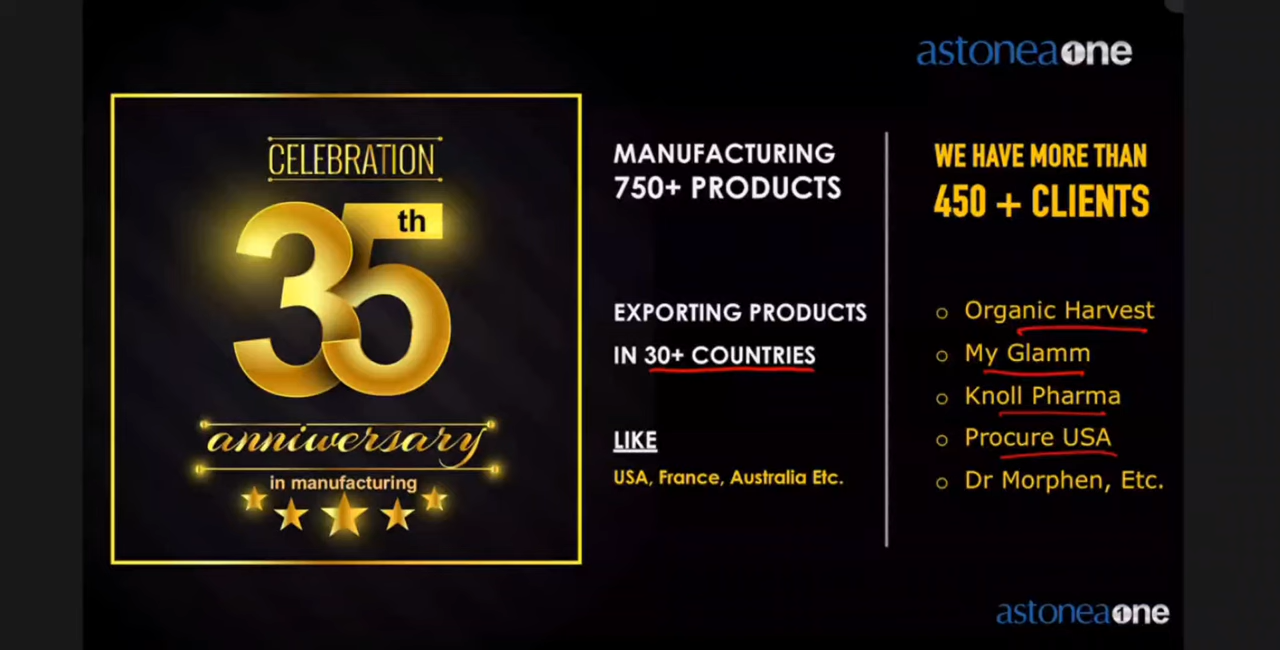 astoneaone
CELEBRATION
35th
anniwersary
in manufacturing
MANUFACTURING
750+ PRODUCTS
EXPORTING PRODUCTS
IN 30+ COUNTRIES
LIKE
USA, France, Australia Etc.
WE HAVE MORE THAN
450 + CLIENTS
Organic Harvest
My Glamm
Knoll Pharma
Procure USA
Dr Morphen, Etc.
astoneaone